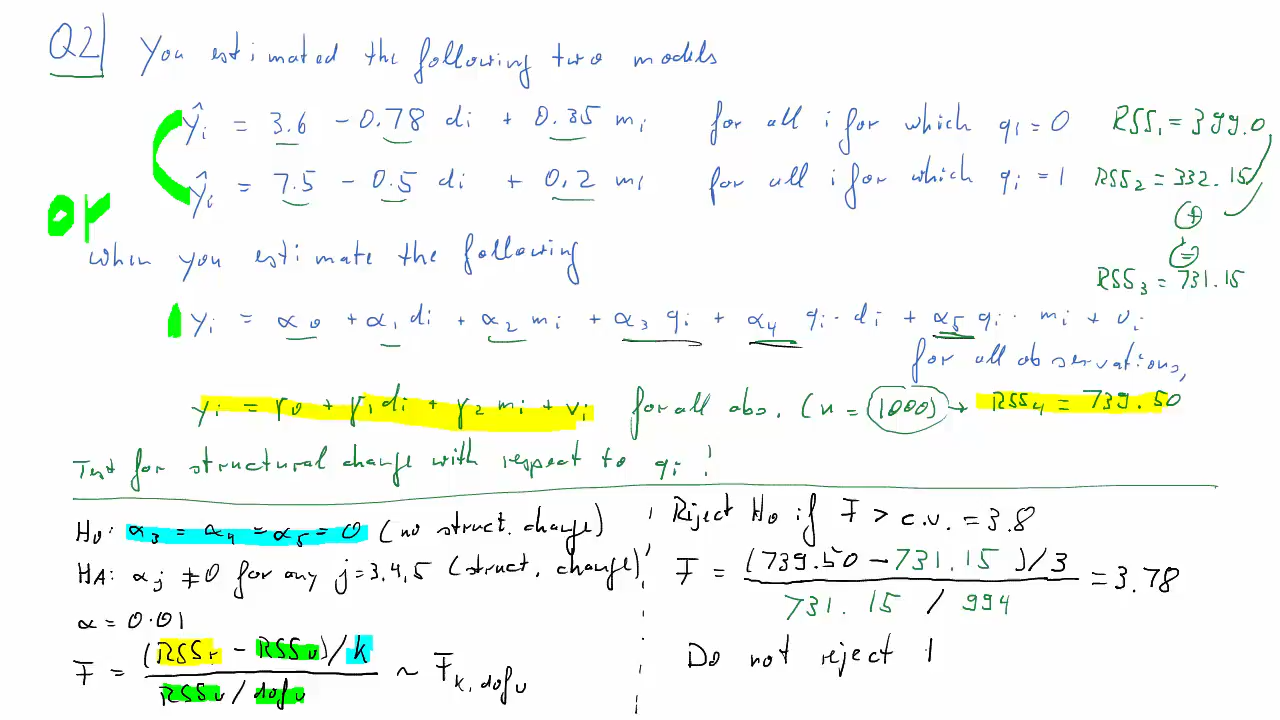 Q2 You estimated the following two models
ŷi = 3.6 - 0.78 di + 0.35 mi for all i for which qi = 0 RSS1 = 399.0
ŷi = 7.5 - 0.5 di + 0.2 mi for all i for which qi = 1 RSS2 = 332.15
or
+
=
when you estimate the following
RSS3 = 731.15
yi = α0 + α1 di + α2 mi + α3 qi + α4 qi · di + α5 qi · mi + vi
for all observations,
yi = γ0 + γ1 di + γ2 mi + vi for all obs. (n = 1000) → RSS4 = 739.50
Test for structural change with respect to qi!
H0: α3 = α4 = α5 = 0 (no struct. change)
HA: αj ≠ 0 for any j = 3,4,5 (struct. change)
α = 0.01
F = (RSSr - RSSu)/k / RSSu/dofu ~ Fk, dofu
Reject H0 if F > c.v. = 3.8
F = (739.50 - 731.15)/3 / 731.15 / 994 = 3.78
Do not reject